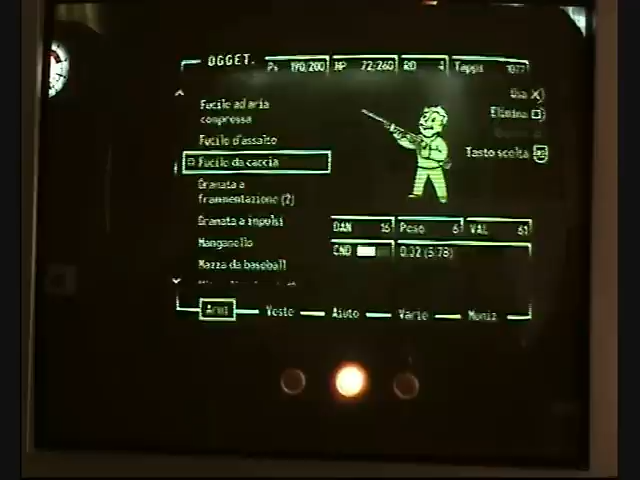 OGGET.
Ps 190/200
HP 72/260
RD 4
Tappi 1077
Usa X)
Elimina
Tasto scelta
Fucile ad aria
compressa
Fucile d'assalto
Fucile da caccia
Granata a
frammentazione (2)
Granata a impulsi
Manganello
Mazza da baseball
DAN 16
Peso 6
VAL 61
CND
0.32 (5.78)
Armi
Veste
Aiuto
Varie
Muniz.